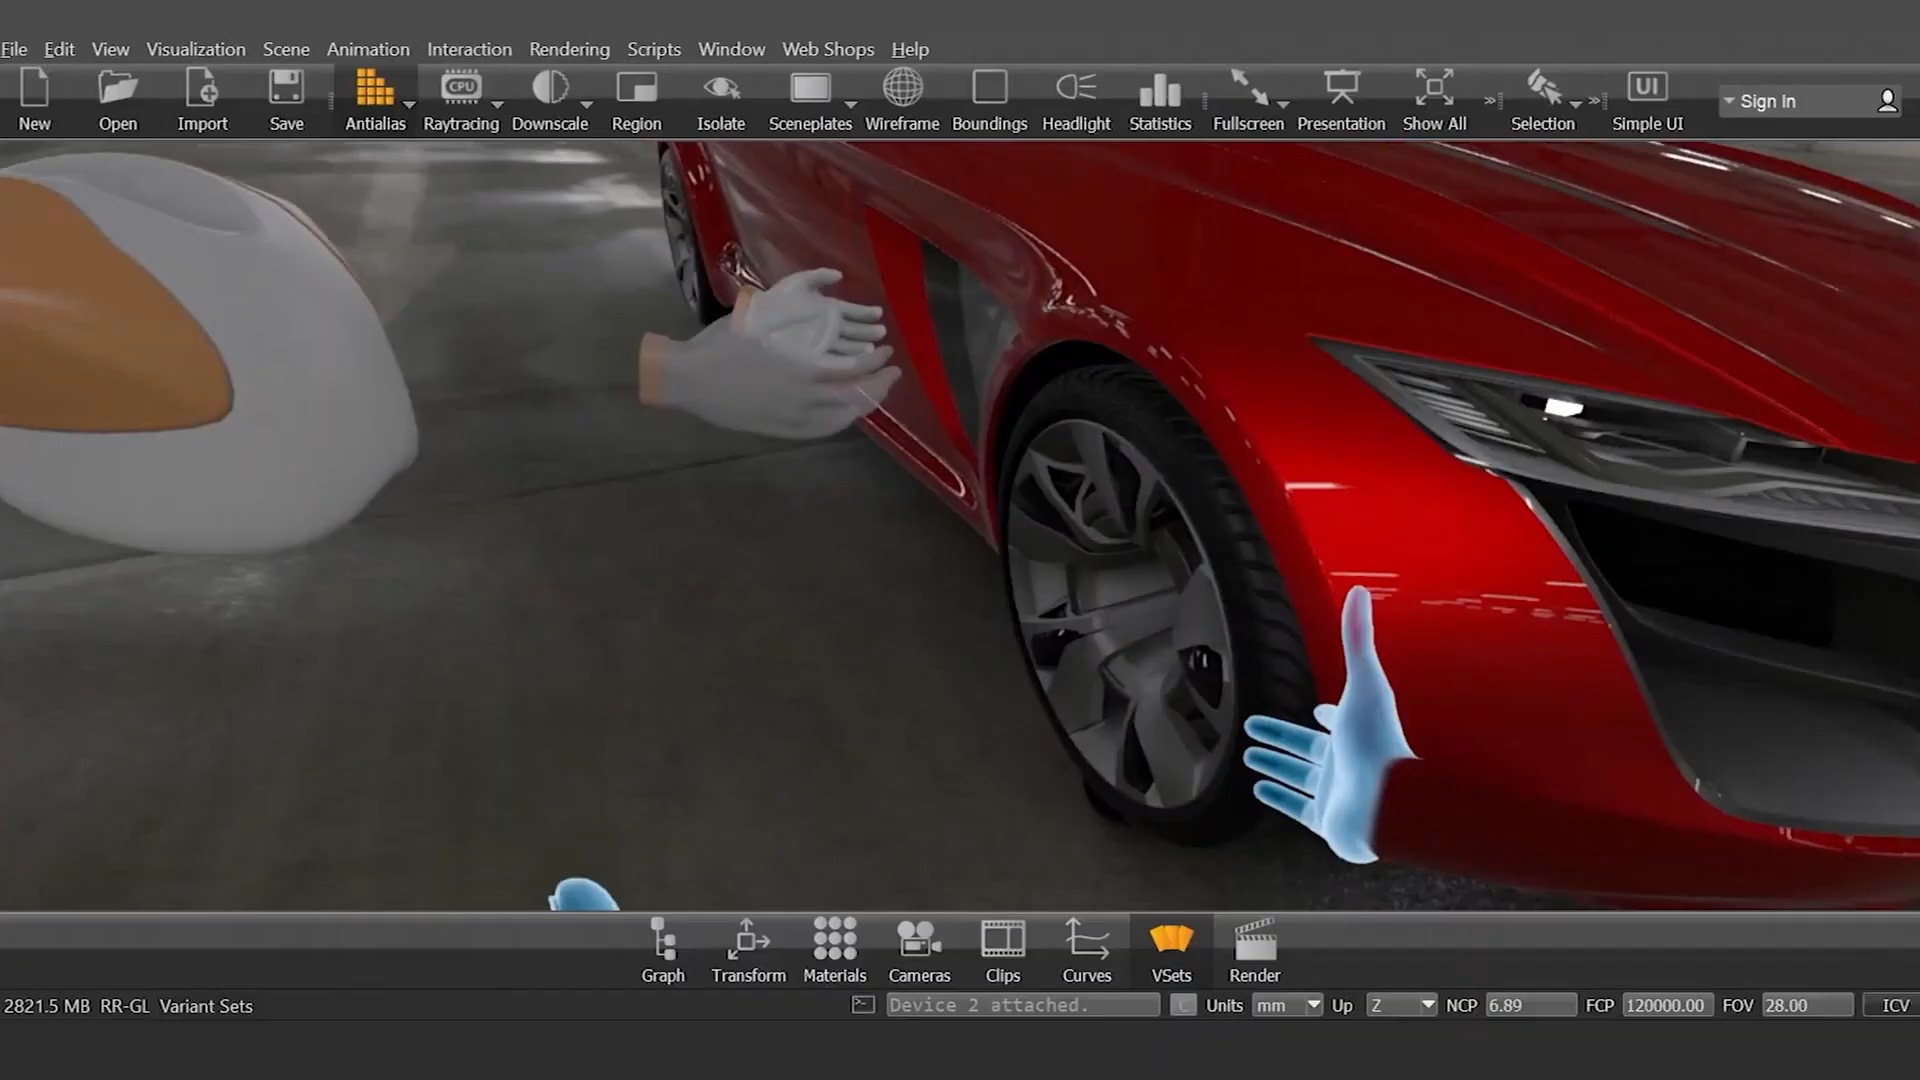 File Edit View Visualization Scene Animation Interaction Rendering Scripts Window Web Shops Help
CPU UI
Sign In
New Open Import Save Antialias Raytracing Downscale Region Isolate Sceneplates Wireframe Boundings Headlight Statistics Fullscreen Presentation Show All Selection Simple UI
Graph Transform Materials Cameras Clips Curves VSets Render
2821.5 MB RR-GL Variant Sets Device 2 attached. C Units mm Up Z NCP 6.89 FCP 120000.00 FOV 28.00 ICV